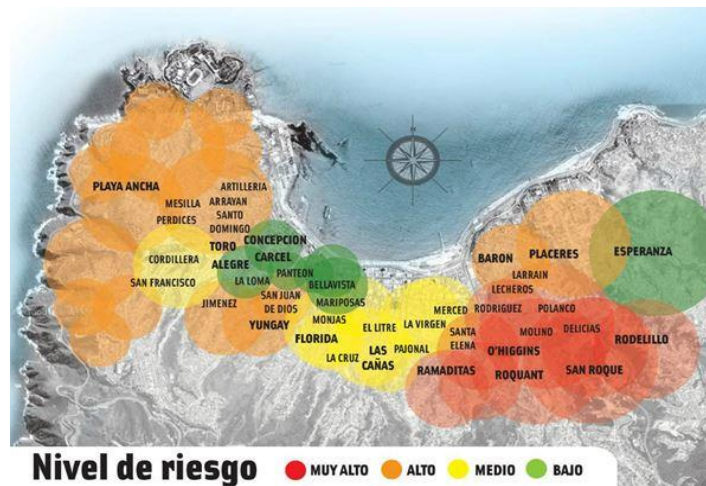 PLAYA ANCHA
ARTILLERIA
MESILLA
ARRAYAN
PERDICES
SANTO
DOMINGO
TORO
CONCEPCION
CORDILLERA
ALEGRE
CARCEL
SAN FRANCISCO
LA LOMA
PANTEON
BELLAVISTA
JIMENEZ
SAN JUAN
DE DIOS
MARIPOSAS
YUNGAY
MONJAS
FLORIDA
EL LITRE
LA VIRGEN
LA CRUZ
LAS
CAÑAS
PAJONAL
MERCED
SANTA
ELENA
RAMADITAS
BARON
PLACERES
ESPERANZA
LARRAIN
LECHEROS
RODRIGUEZ
POLANCO
MOLINO
DELICIAS
RODELILLO
O'HIGGINS
ROQUANT
SAN ROQUE
Nivel de riesgo
MUY ALTO
ALTO
MEDIO
BAJO